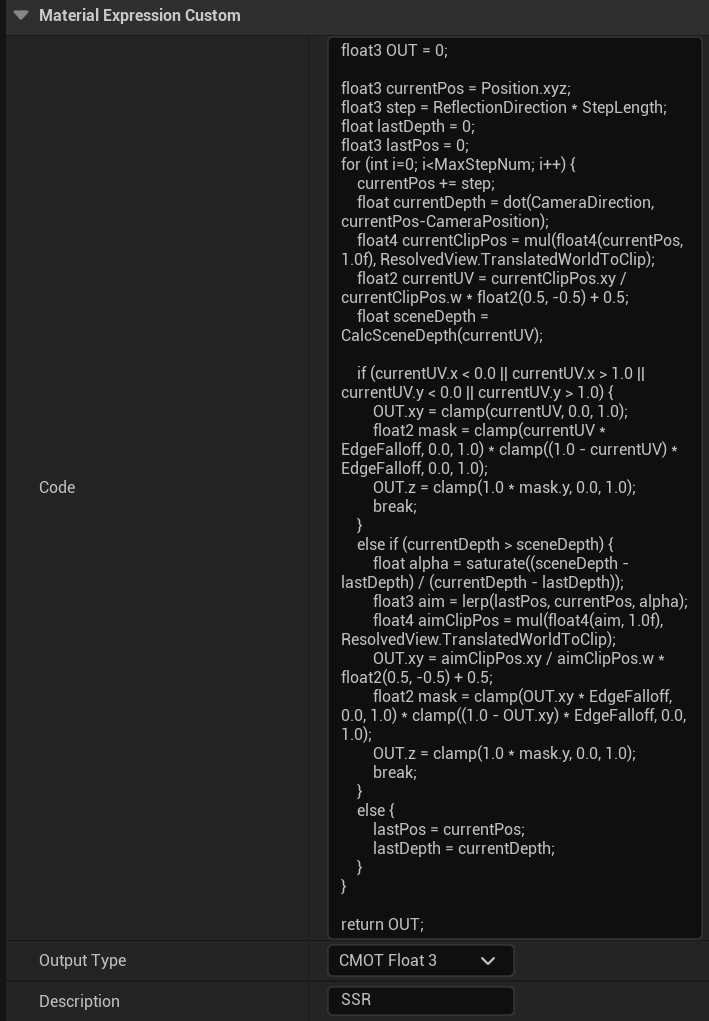 Material Expression Custom
Code
float3 OUT = 0;
float3 currentPos = Position.xyz;
float3 step = ReflectionDirection * StepLength;
float lastDepth = 0;
float3 lastPos = 0;
for (int i=0; i<MaxStepNum; i++) {
currentPos += step;
float currentDepth = dot(CameraDirection,
currentPos-CameraPosition);
float4 currentClipPos = mul(float4(currentPos,
1.0f), ResolvedView.TranslatedWorldToClip);
float2 currentUV = currentClipPos.xy /
currentClipPos.w * float2(0.5, -0.5) + 0.5;
float sceneDepth =
CalcSceneDepth(currentUV);
if (currentUV.x < 0.0 || currentUV.x > 1.0 ||
currentUV.y < 0.0 || currentUV.y > 1.0) {
OUT.xy = clamp(currentUV, 0.0, 1.0);
float2 mask = clamp(currentUV *
EdgeFalloff, 0.0, 1.0) * clamp((1.0 - currentUV) *
EdgeFalloff, 0.0, 1.0);
OUT.z = clamp(1.0 * mask.y, 0.0, 1.0);
break;
}
else if (currentDepth > sceneDepth) {
float alpha = saturate((sceneDepth -
lastDepth) / (currentDepth - lastDepth));
float3 aim = lerp(lastPos, currentPos, alpha);
float4 aimClipPos = mul(float4(aim, 1.0f),
ResolvedView.TranslatedWorldToClip);
OUT.xy = aimClipPos.xy / aimClipPos.w *
float2(0.5, -0.5) + 0.5;
float2 mask = clamp(OUT.xy * EdgeFalloff,
0.0, 1.0) * clamp((1.0 - OUT.xy) * EdgeFalloff, 0.0,
1.0);
OUT.z = clamp(1.0 * mask.y, 0.0, 1.0);
break;
}
else {
lastPos = currentPos;
lastDepth = currentDepth;
}
}
return OUT;
Output Type
CMOT Float 3
Description
SSR